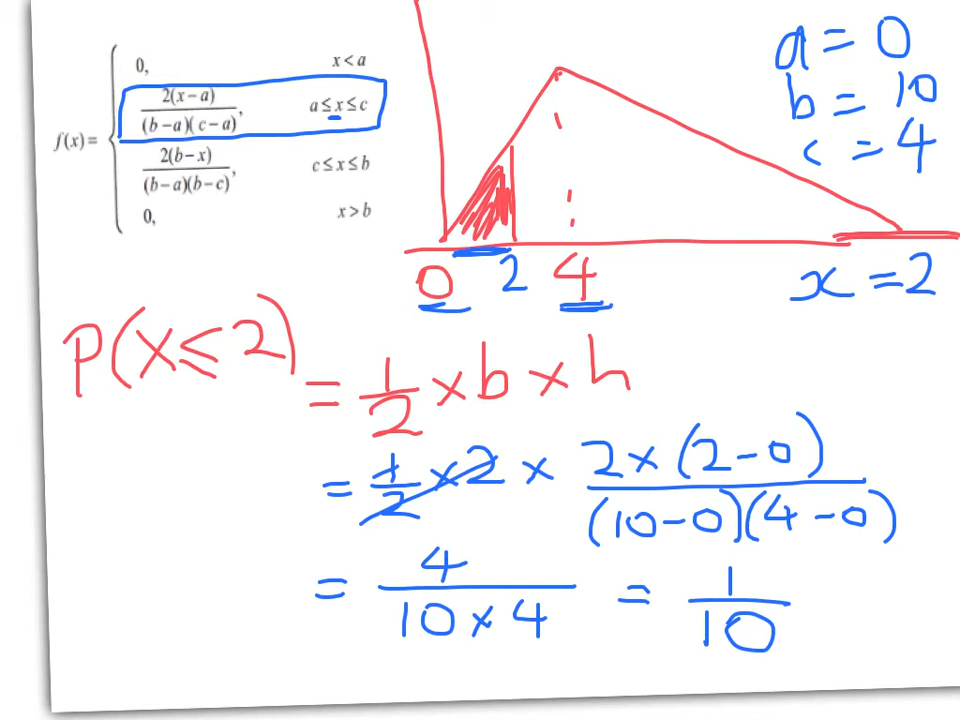 f(x) = { 0, x < a
2(x − a) / (b − a)(c − a), a ≤ x ≤ c
2(b − x) / (b − a)(b − c), c ≤ x ≤ b
0, x > b
a = 0
b = 10
c = 4
0 2 4 x = 2
P(X ≤ 2) = 1/2 × b × h
= 1/2 × 2 × 2 × (2 − 0) / (10 − 0)(4 − 0)
= 4 / 10 × 4 = 1/10